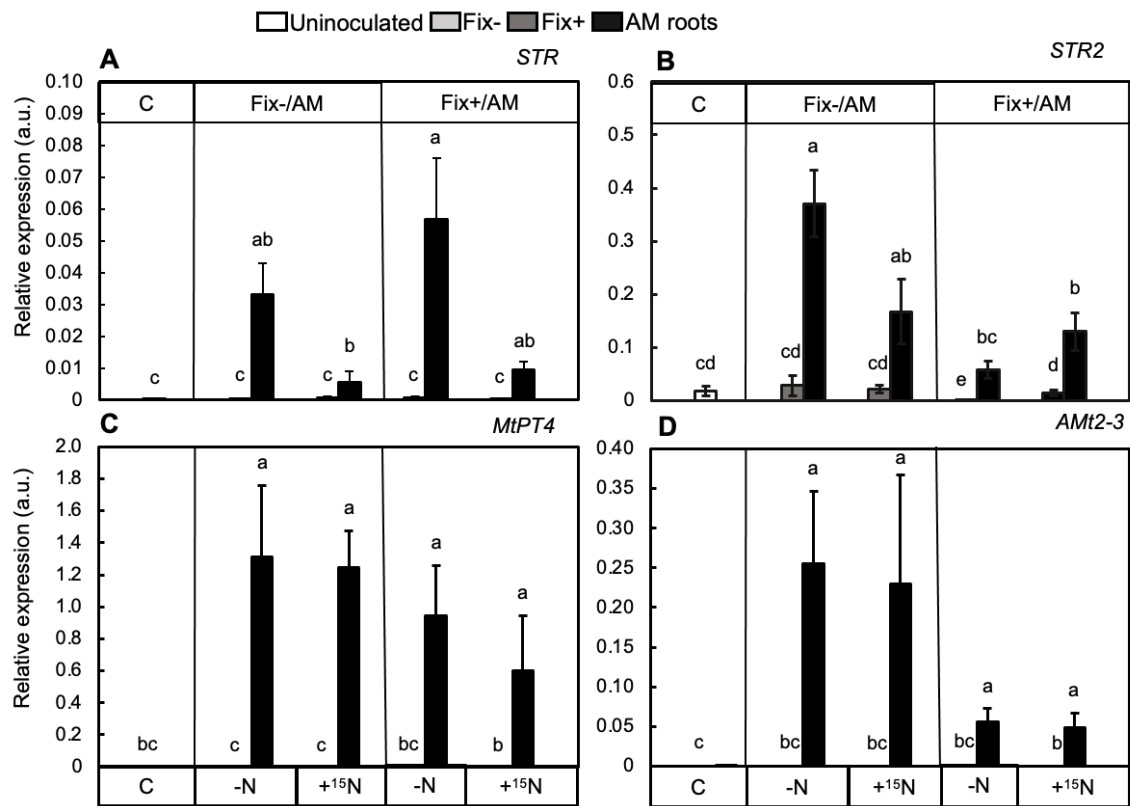 Uninoculated Fix- Fix+ AM roots
A STR
Relative expression (a.u.)
0.10
0.09
0.08
0.07
0.06
0.05
0.04
0.03
0.02
0.01
0
C Fix-/AM Fix+/AM
c c ab c b c a c ab
B STR2
0.6
0.5
0.4
0.3
0.2
0.1
0
C Fix-/AM Fix+/AM
cd cd a cd ab e bc d b
C MtPT4
Relative expression (a.u.)
2.0
1.8
1.6
1.4
1.2
1.0
0.8
0.6
0.4
0.2
0
bc c a c a bc a b a
C -N +¹⁵N -N +¹⁵N
D AMt2-3
0.40
0.35
0.30
0.25
0.20
0.15
0.10
0.05
0
c bc a bc a bc a b a
C -N +¹⁵N -N +¹⁵N